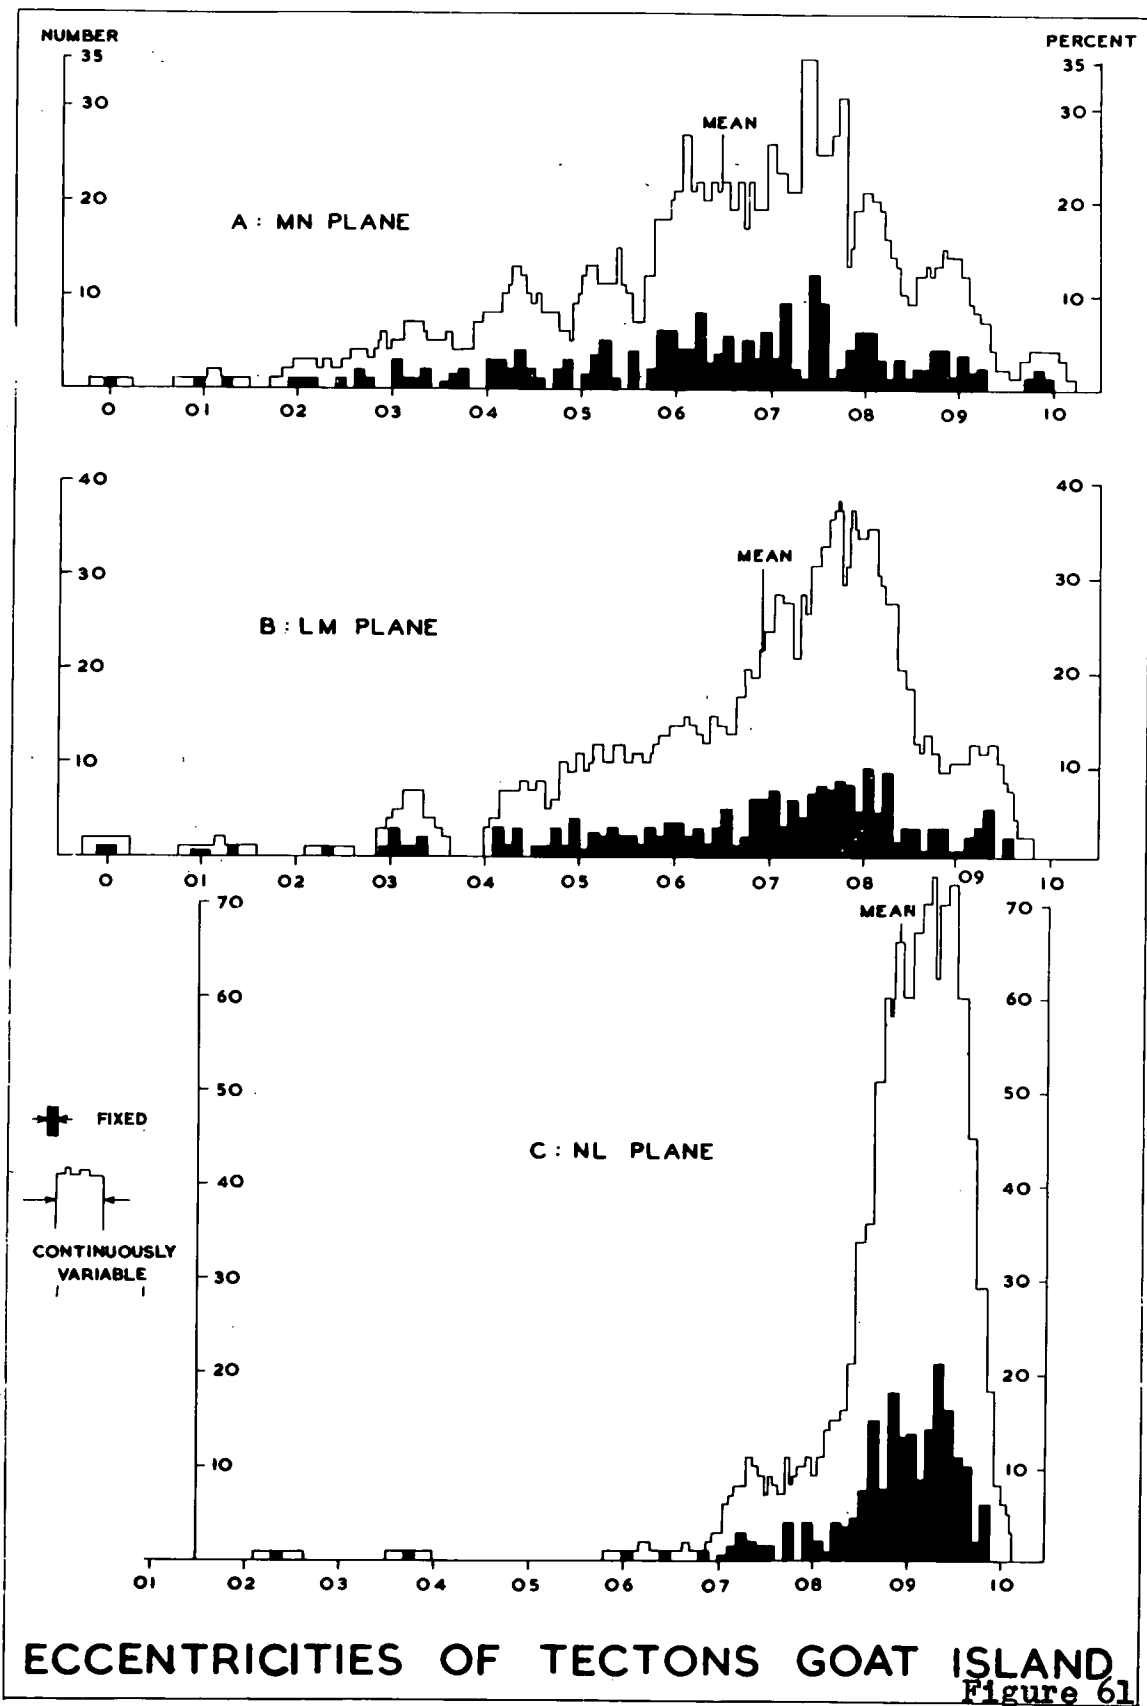 NUMBER
PERCENT
35
30
20
10
35
30
20
10
MEAN
A : MN PLANE
0 01 02 03 04 05 06 07 08 09 10
40
30
20
10
40
30
20
10
MEAN
B : LM PLANE
0 01 02 03 04 05 06 07 08 09 10
70
60
50
40
30
20
10
70
60
50
40
30
20
10
MEAN
FIXED
C : NL PLANE
CONTINUOUSLY
VARIABLE
01 02 03 04 05 06 07 08 09 10
ECCENTRICITIES OF TECTONS GOAT ISLAND
Figure 61